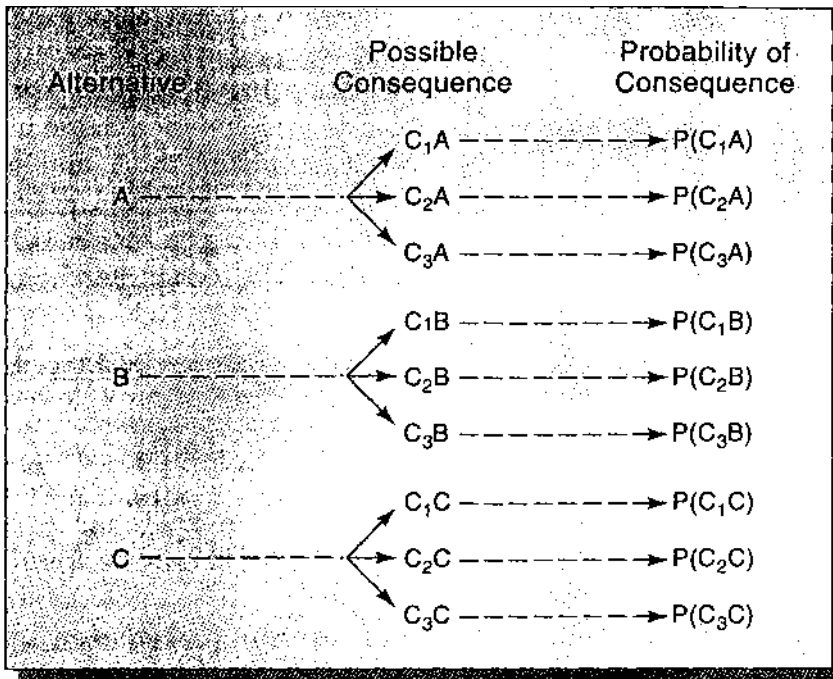 Alternative Possible Consequence Probability of Consequence
C₁A P(C₁A)
A C₂A P(C₂A)
C₃A P(C₃A)
C₁B P(C₁B)
B C₂B P(C₂B)
C₃B P(C₃B)
C₁C P(C₁C)
C C₂C P(C₂C)
C₃C P(C₃C)